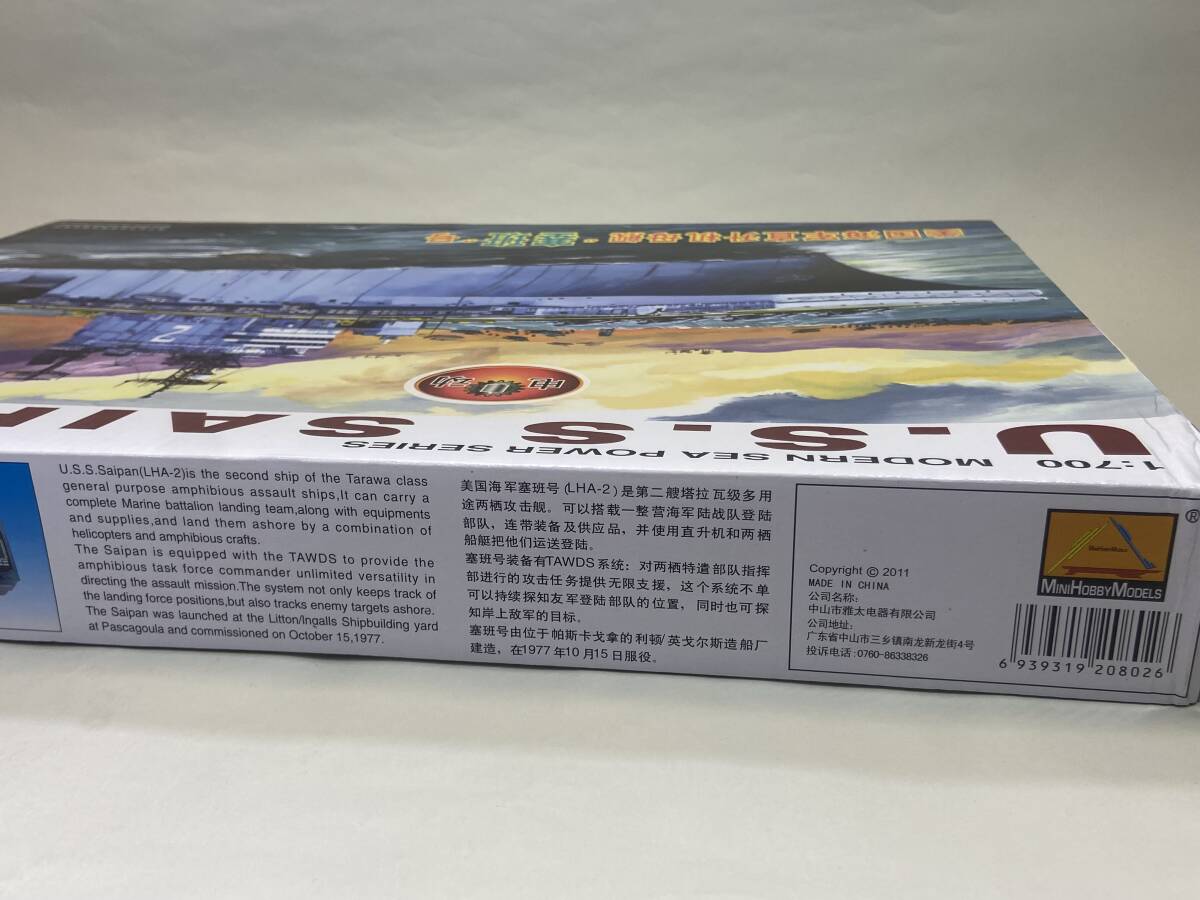 美国海军直升机母舰“塞班”号
2
电动
U.S.S SAIP
MODERN SEA POWER SERIES
1:700
U.S.S.Saipan(LHA-2)is the second ship of the Tarawa class
general purpose amphibious assault ships,It can carry a
complete Marine battalion landing team,along with equipments
and supplies,and land them ashore by a combination of
helicopters and amphibious crafts.
The Saipan is equipped with the TAWDS to provide the
amphibious task force commander unlimited versatility in
directing the assault mission.The system not only keeps track of
the landing force positions,but also tracks enemy targets ashore.
The Saipan was launched at the Litton/Ingalls Shipbuilding yard
at Pascagoula and commissioned on October 15,1977.
美国海军塞班号(LHA-2)是第二艘塔拉瓦级多用
途两栖攻击舰。可以搭载一整营海军陆战队登陆
部队，连带装备及供应品，并使用直升机和两栖
船艇把他们运送登陆。
塞班号装备有TAWDS系统：对两栖特遣部队指挥
部进行的攻击任务提供无限支援，这个系统不单
可以持续探知友军登陆部队的位置，同时也可探
知岸上敌军的目标。
塞班号由位于帕斯卡戈拿的利顿/英戈尔斯造船厂
建造，在1977年10月15日服役。
Copyright © 2011
MADE IN CHINA
公司名称：
中山市雅太电器有限公司
公司地址：
广东省中山市三乡镇南龙新龙街4号
投诉电话：0760-86338326
®
MINIHOBBYMODELS
6 939319 208026